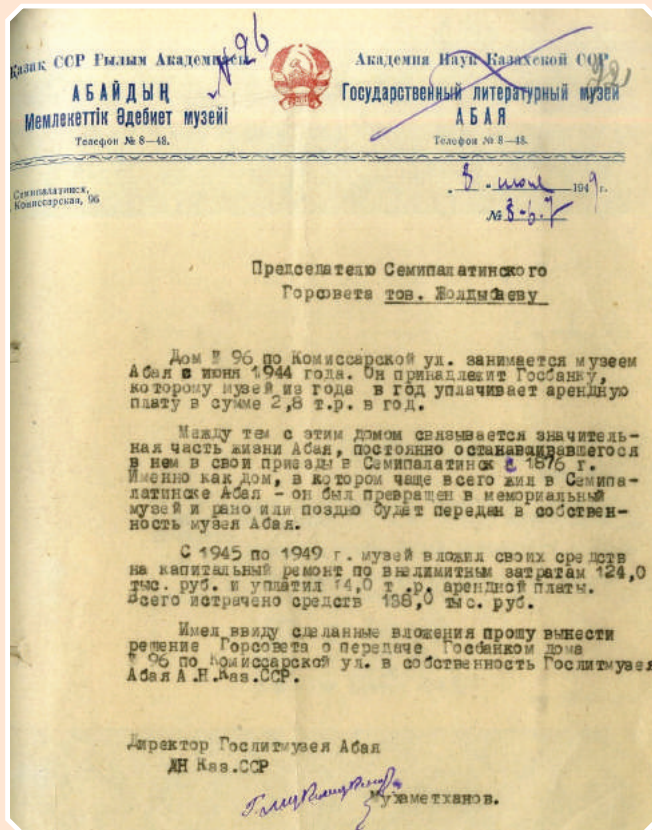 Қазақ ССР Ғылым Академиясы
АБАЙДЫҢ
Мемлекеттік Әдебиет музейі
Телефон № 8—48.
№ 96
Академия Наук Казахской ССР
Государственный литературный музей
АБАЯ
Телефон № 8—48.
Семипалатинск,
Комиссарская, 96
"8" июля 1949 г.
№ 3-6.7
Председателю Семипалатинского
Горсовета тов. Жолдыбаеву
Дом № 96 по Комиссарской ул. занимается музеем
Абая с июня 1944 года. Он принадлежит Госбанку,
которому музей из года в год уплачивает арендную
плату в сумме 2,8 т.р. в год.
Между тем с этим домом связывается значитель-
ная часть жизни Абая, постоянно останавливавшегося
в нем в свои приезды в Семипалатинск с 1876 г.
Именно как дом, в котором чаще всего жил в Семипа-
латинске Абая - он был превращен в мемориальный
музей и рано или поздно будет передан в собствен-
ность музея Абая.
С 1945 по 1949 г. музей вложил своих средств
на капитальный ремонт по внелимитным затратам 124,0
тыс. руб. и уплатил 14,0 т .р. арендной платы.
Всего истрачено средств 138,0 тыс. руб.
Имея ввиду сделанные вложения прошу вынести
решение Горсовета о передаче Госбанком дома
№ 96 по Комиссарской ул. в собственность Гослитмузея
Абая А.Н.Каз.ССР.
Директор Гослитмузея Абая
АН Каз.ССР
Мухаметханов.